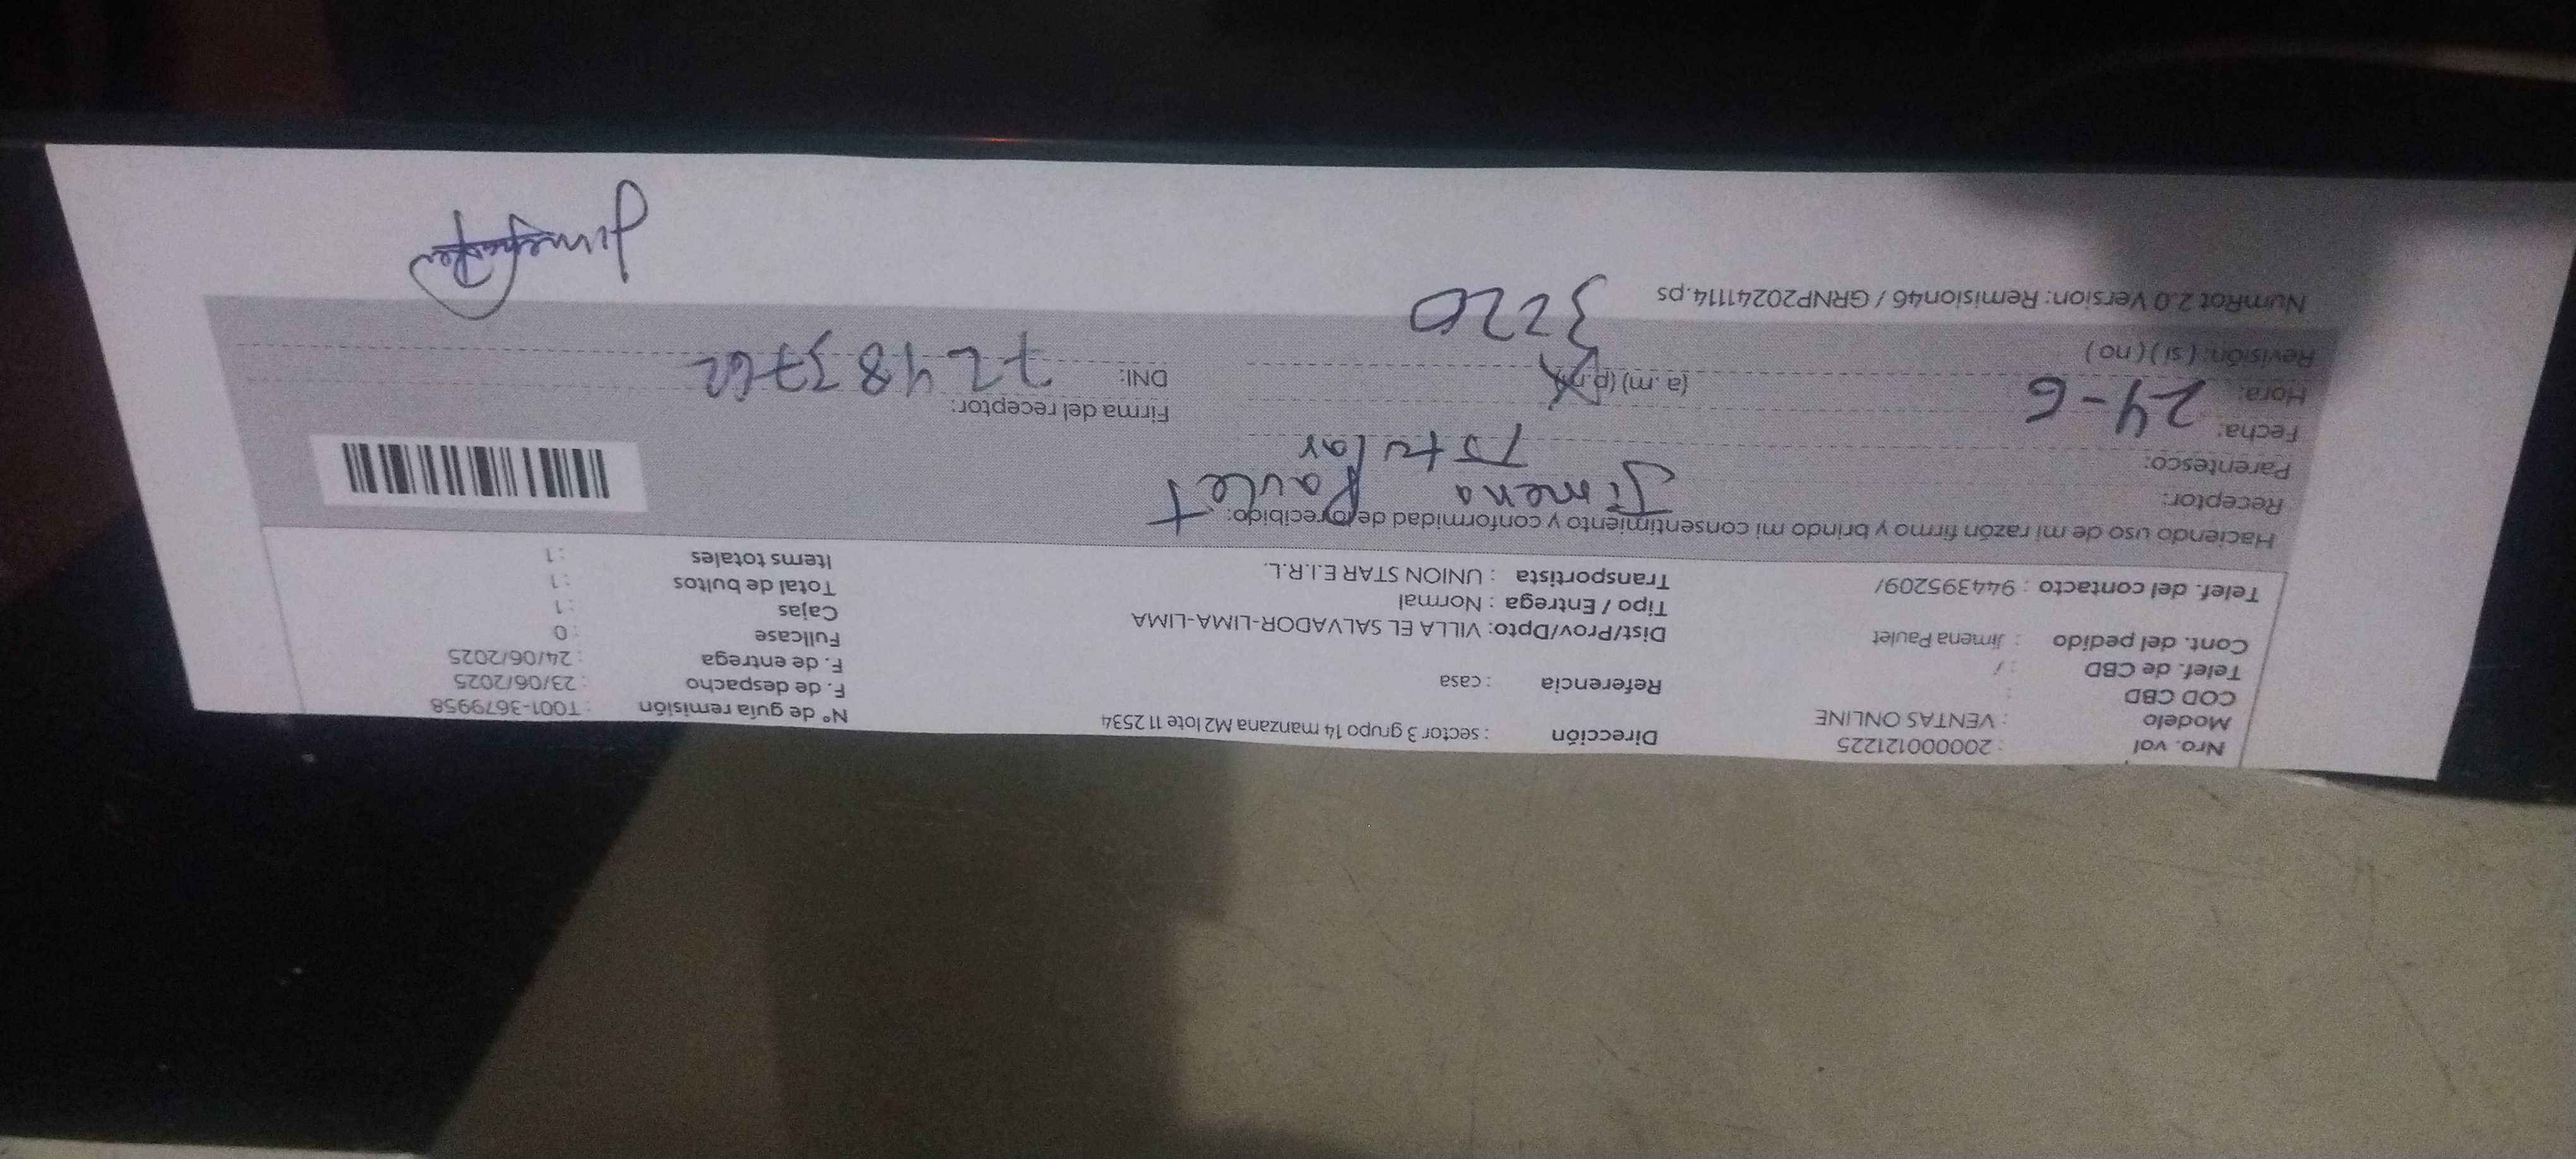 Nro. vol : 2000000121225
Modelo : VENTAS ONLINE
COD CBD :
Telef. de CBD : /
Cont. del pedido : Jimena Paulet
Telef. del contacto : 944395209/
Dirección : sector 3 grupo 14 manzana M2 lote 11 2534
Referencia : casa
Dist/Prov/Dpto: VILLA EL SALVADOR-LIMA-LIMA
Tipo / Entrega : Normal
Transportista : UNION STAR E.I.R.L.
N° de guía remisión : T001-3679958
F. de despacho : 23/06/2025
F. de entrega : 24/06/2025
Fullcase : 0
Cajas : 1
Total de bultos : 1
Items totales : 1
Haciendo uso de mi razón firmo y brindo mi consentimiento y conformidad de lo recibido:
Receptor: Jimena Paulet
Parentesco: Titular
Fecha: 24-6
Hora: (a.m) (p.m) 3220
Revisión: (si) (no)
Firma del receptor:
DNI: 72483762
NumRot 2.0 Version: Remision46 / GRNP20241114.ps